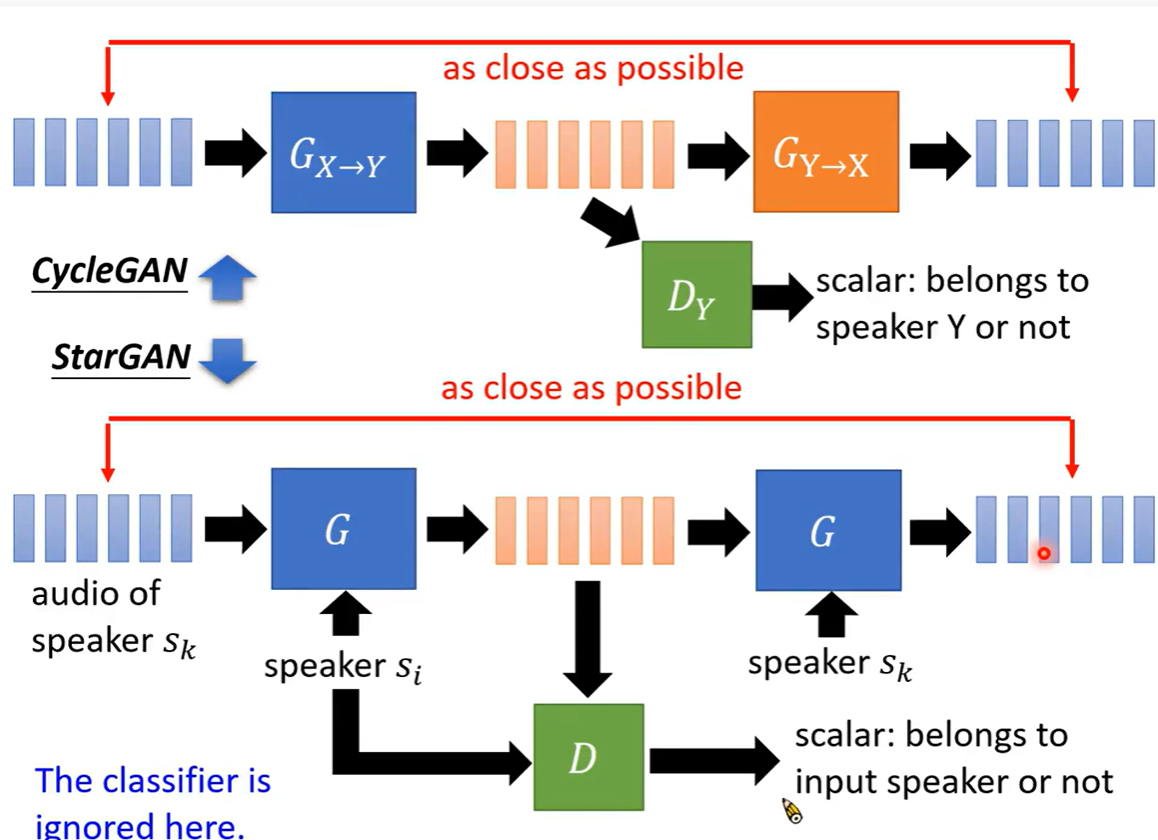 as close as possible
G_{X→Y}
G_{Y→X}
D_Y
scalar: belongs to
speaker Y or not
CycleGAN
StarGAN
as close as possible
G
G
audio of
speaker s_k
speaker s_i
speaker s_k
D
scalar: belongs to
input speaker or not
The classifier is
ignored here.